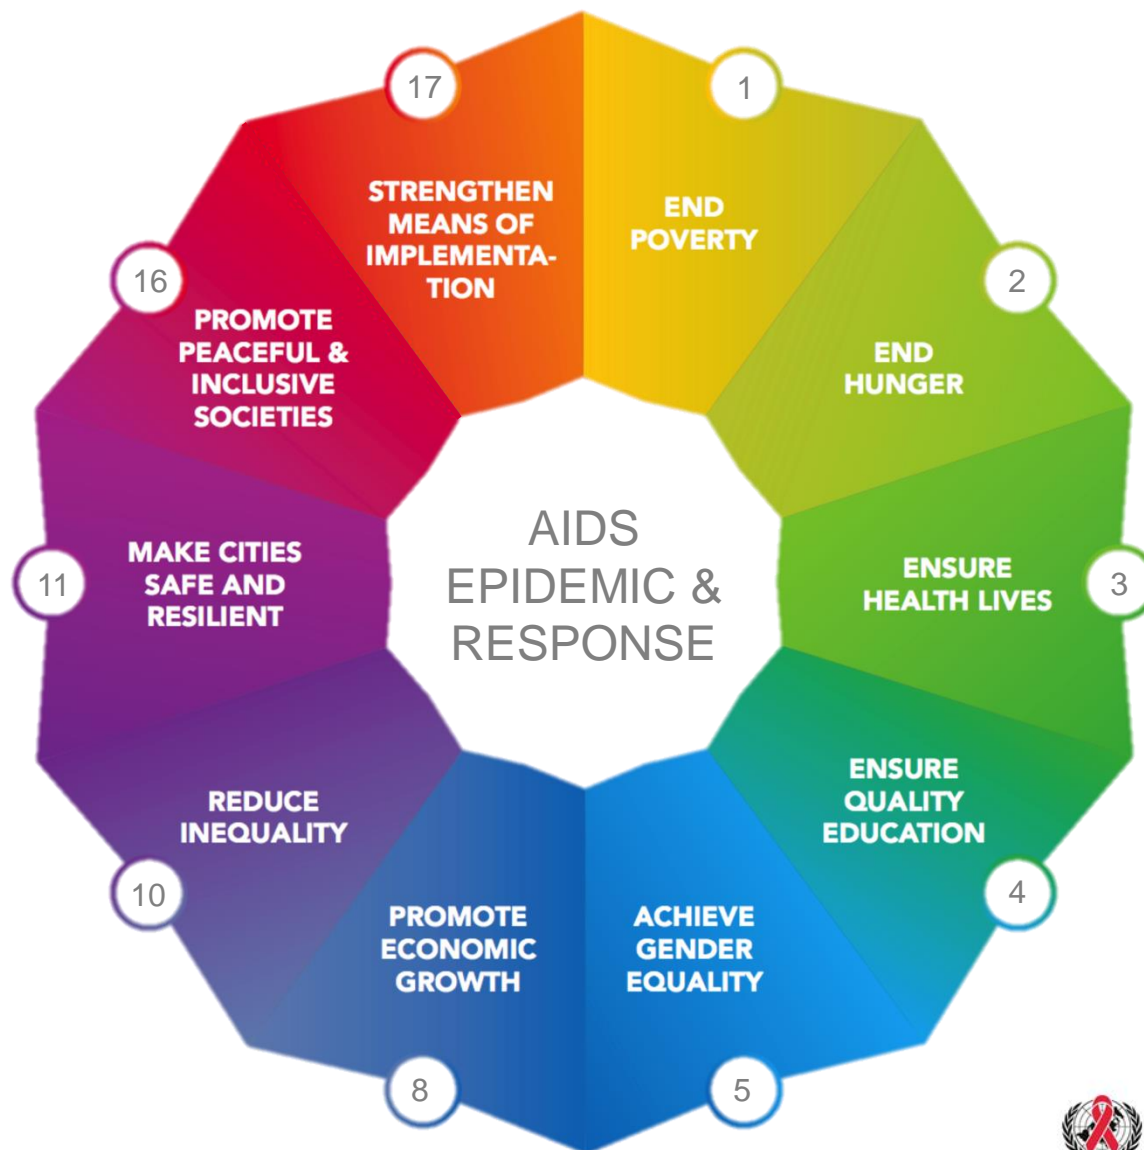 1
END
POVERTY
2
END
HUNGER
3
ENSURE
HEALTH LIVES
4
ENSURE
QUALITY
EDUCATION
5
ACHIEVE
GENDER
EQUALITY
8
PROMOTE
ECONOMIC
GROWTH
10
REDUCE
INEQUALITY
11
MAKE CITIES
SAFE AND
RESILIENT
16
PROMOTE
PEACEFUL &
INCLUSIVE
SOCIETIES
17
STRENGTHEN
MEANS OF
IMPLEMENTA-
TION
AIDS
EPIDEMIC &
RESPONSE